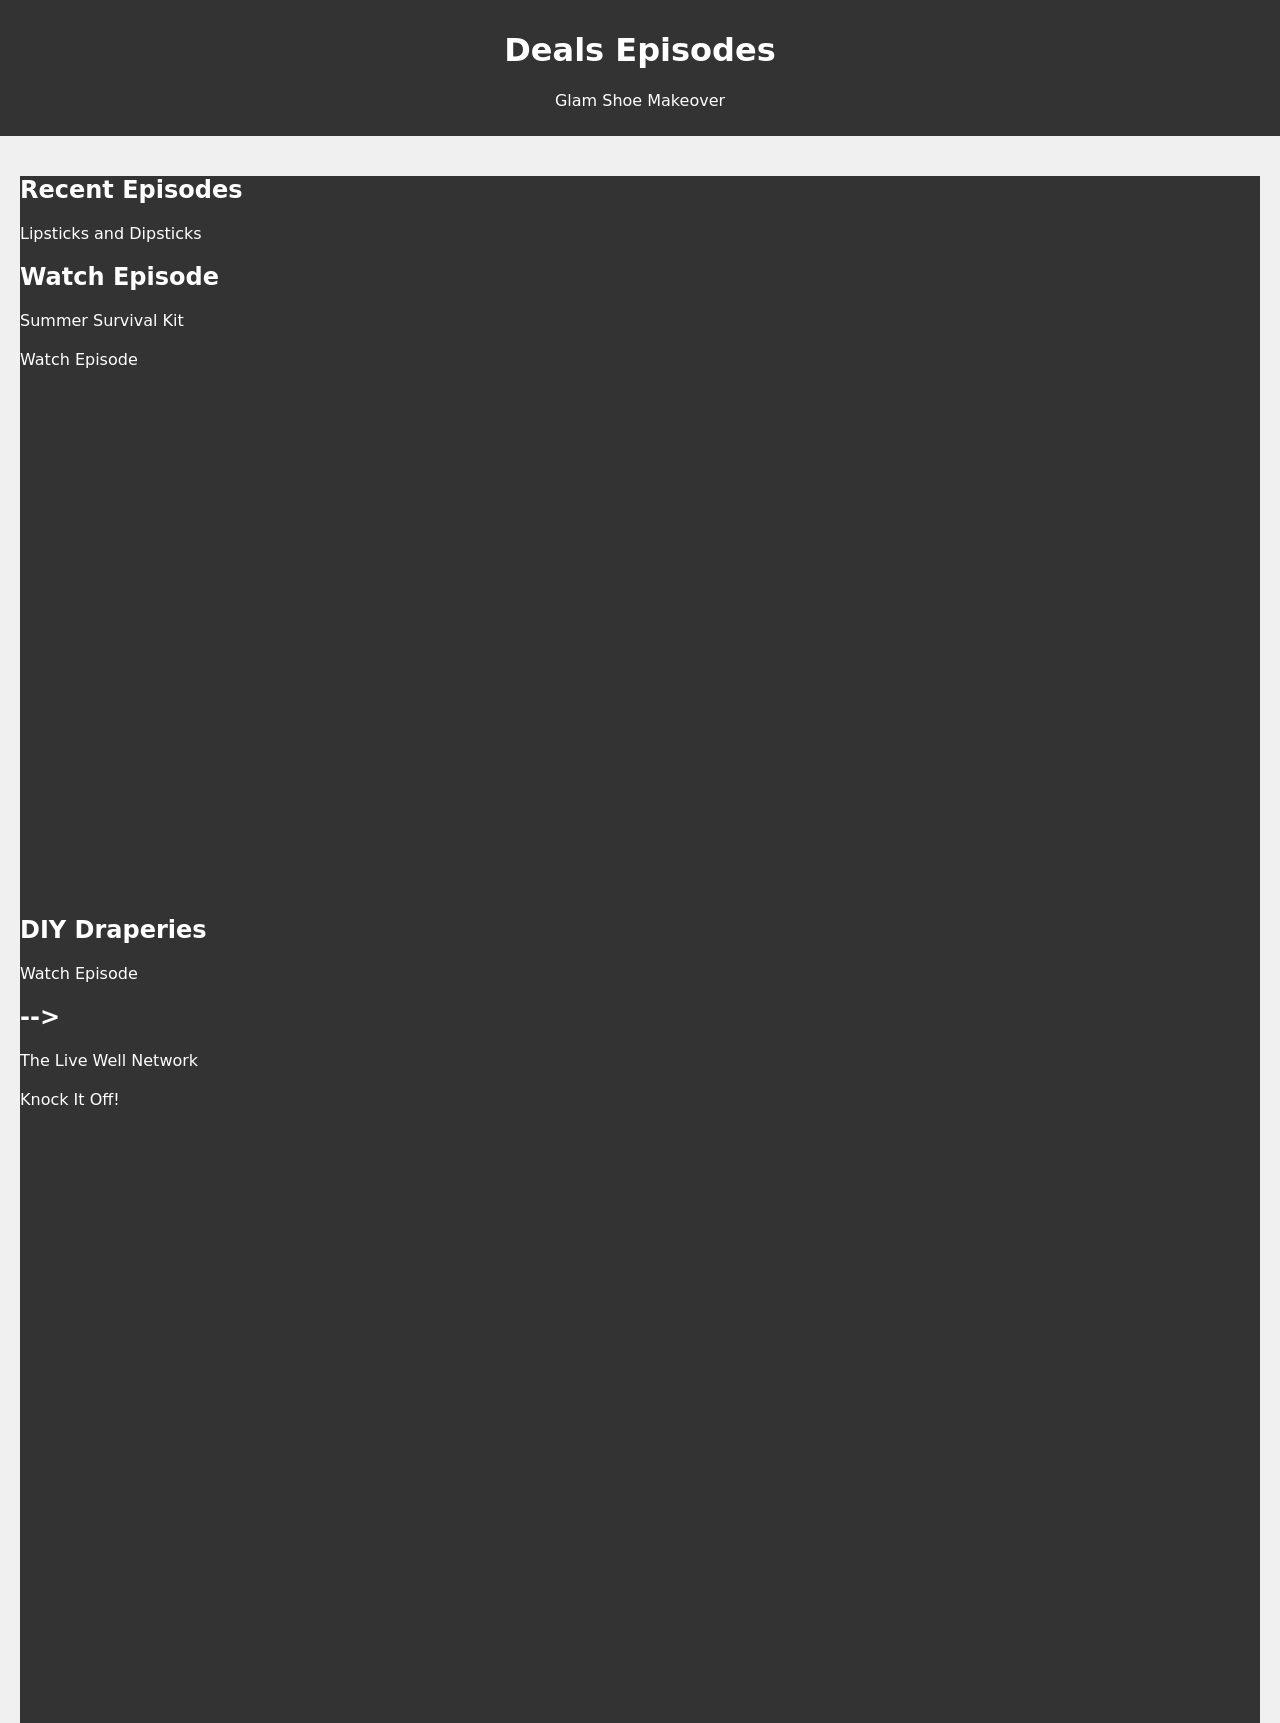 Deals Episodes
Glam Shoe Makeover
Recent Episodes
Lipsticks and Dipsticks
Watch Episode
Summer Survival Kit
Watch Episode
DIY Draperies
Watch Episode
-->
The Live Well Network
Knock It Off!